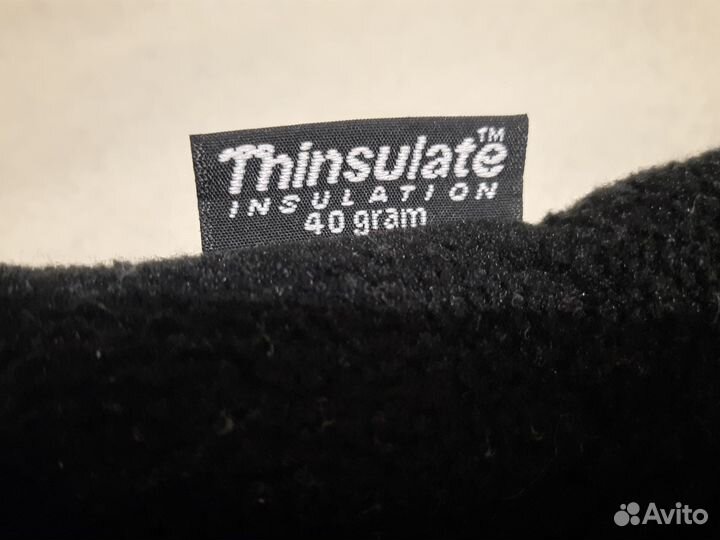 Thinsulate™
INSULATION
40 gram
Avito